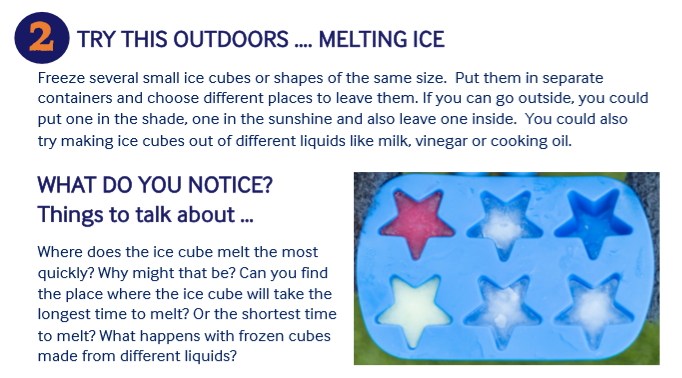 2 TRY THIS OUTDOORS .... MELTING ICE
Freeze several small ice cubes or shapes of the same size.  Put them in separate
containers and choose different places to leave them. If you can go outside, you could
put one in the shade, one in the sunshine and also leave one inside.  You could also
try making ice cubes out of different liquids like milk, vinegar or cooking oil.
WHAT DO YOU NOTICE?
Things to talk about ...
Where does the ice cube melt the most
quickly? Why might that be? Can you find
the place where the ice cube will take the
longest time to melt? Or the shortest time
to melt? What happens with frozen cubes
made from different liquids?